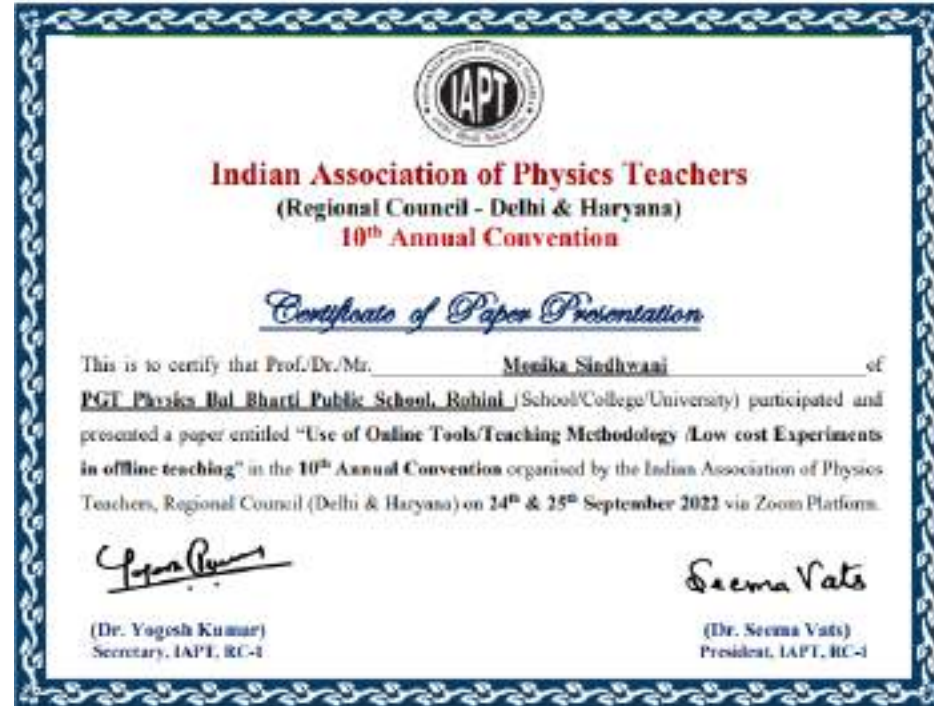 IAPT
Indian Association of Physics Teachers
(Regional Council - Delhi & Haryana)
10th Annual Convention
Certificate of Paper Presentation
This is to certify that Prof./Dr./Mr. Monika Sindhwani of
PGT Physics Bal Bharti Public School, Rohini (School/College/University) participated and
presented a paper entitled "Use of Online Tools/Teaching Methodology /Low cost Experiments
in offline teaching" in the 10th Annual Convention organised by the Indian Association of Physics
Teachers, Regional Council (Delhi & Haryana) on 24th & 25th September 2022 via Zoom Platform.
Seema Vats
(Dr. Yogesh Kumar)
Secretary, IAPT, RC-1
(Dr. Seema Vats)
President, IAPT, RC-1